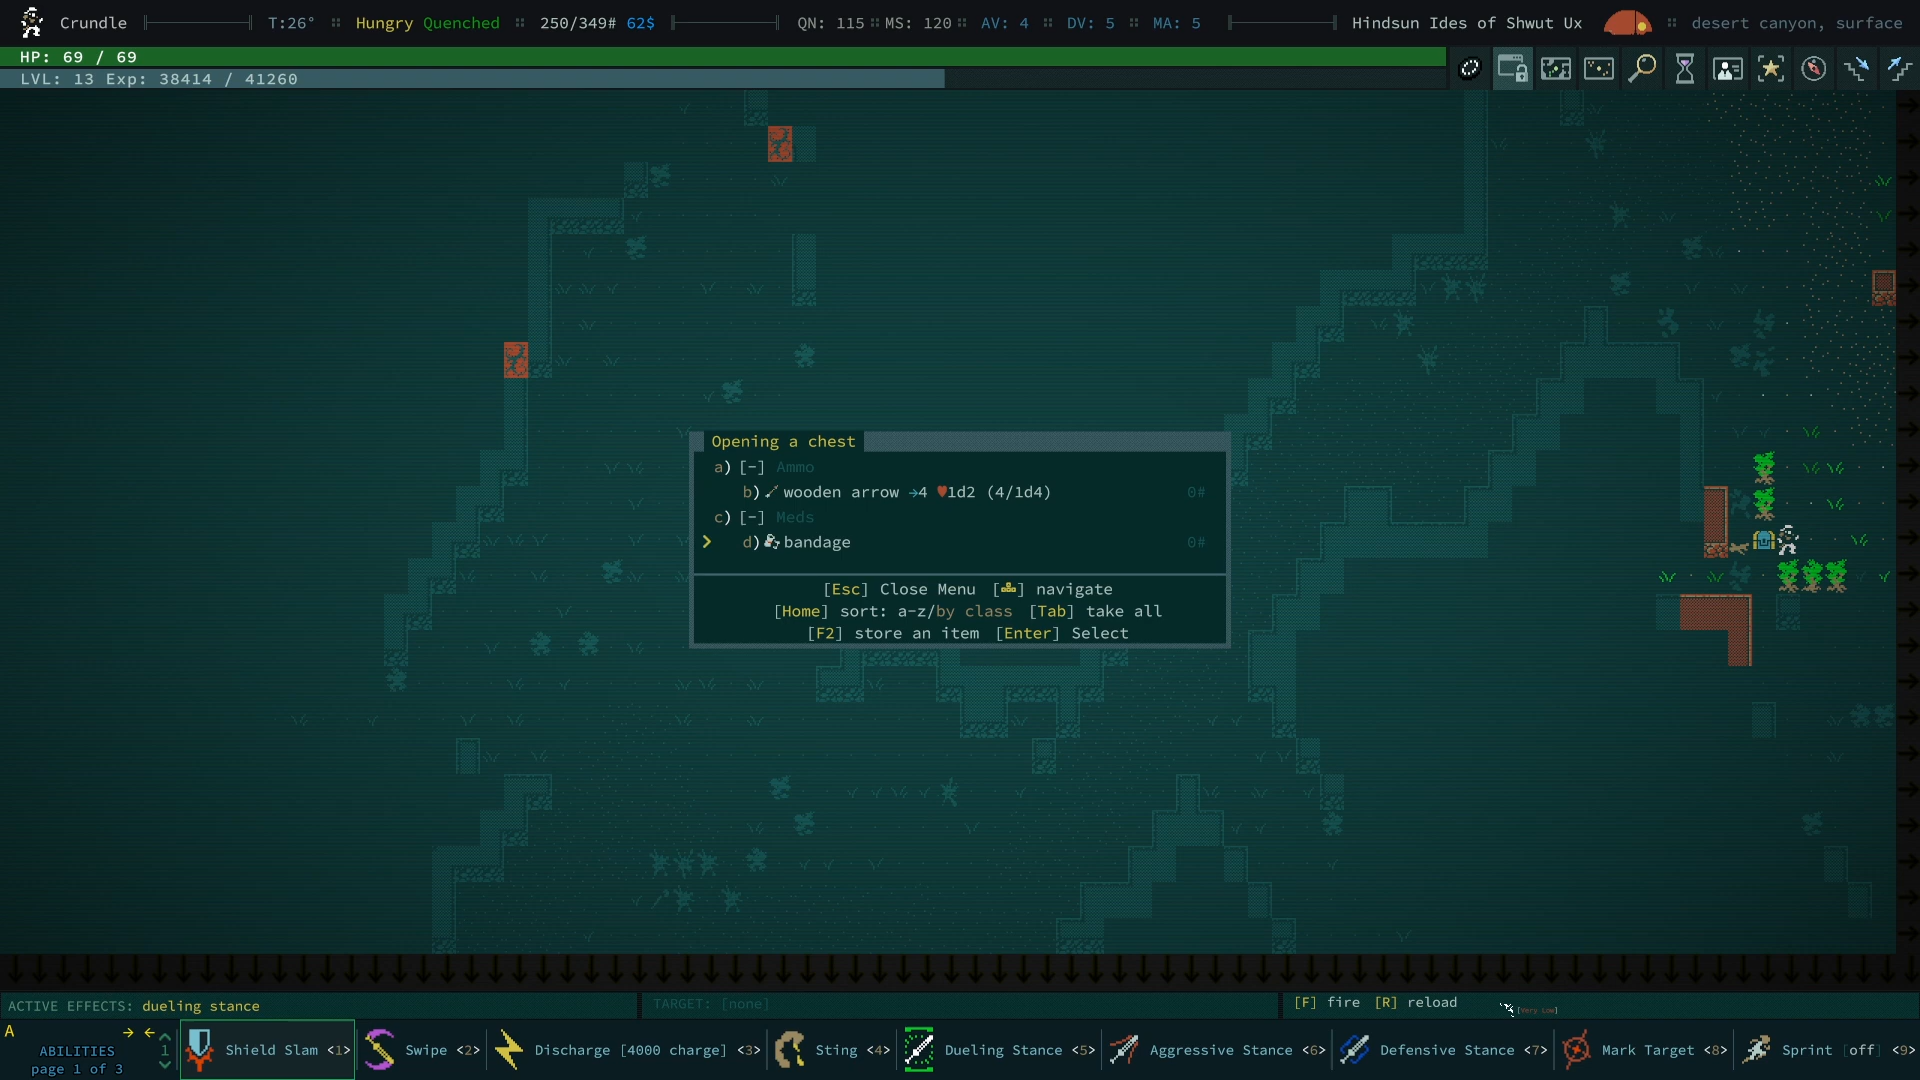 Crundle T:26° Hungry Quenched 250/349# 62$ QN: 115 MS: 120 AV: 4 DV: 5 MA: 5 Hindsun Ides of Shwut Ux desert canyon, surface
HP: 69 / 69
LVL: 13 Exp: 38414 / 41260
Opening a chest
a) [-] Ammo
b) wooden arrow →4 ♥1d2 (4/1d4) 0#
c) [-] Meds
> d) bandage 0#
[Esc] Close Menu [] navigate
[Home] sort: a-z/by class [Tab] take all
[F2] store an item [Enter] Select
ACTIVE EFFECTS: dueling stance TARGET: [none] [F] fire [R] reload [Very Low]
A → ←
ABILITIES
page 1 of 3
1
Shield Slam <1> Swipe <2> Discharge [4000 charge] <3> Sting <4> Dueling Stance <5> Aggressive Stance <6> Defensive Stance <7> Mark Target <8> Sprint [off] <9>